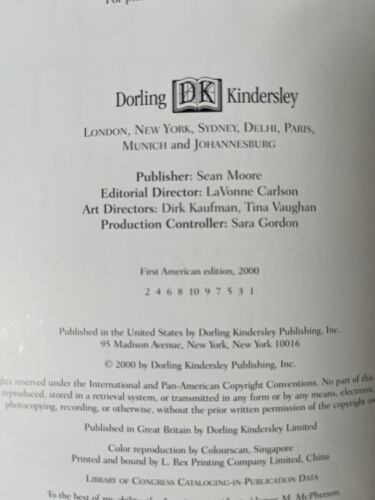 For
Dorling DK Kindersley
LONDON, NEW YORK, SYDNEY, DELHI, PARIS,
MUNICH and JOHANNESBURG
Publisher: Sean Moore
Editorial Director: LaVonne Carlson
Art Directors: Dirk Kaufman, Tina Vaughan
Production Controller: Sara Gordon
First American edition, 2000
2 4 6 8 10 9 7 5 3 1
Published in the United States by Dorling Kindersley Publishing, Inc.
95 Madison Avenue, New York, New York 10016
© 2000 by Dorling Kindersley Publishing, Inc.
reserved under the International and Pan-American Copyright Conventions. No part of this
reproduced, stored in a retrieval system, or transmitted in any form or by any means, electronic,
photocopying, recording, or otherwise, without the prior written permission of the copyright
Published in Great Britain by Dorling Kindersley Limited
Color reproduction by Colourscan, Singapore
Printed and bound by L. Rex Printing Company Limited, China
LIBRARY OF CONGRESS CATALOGING-IN-PUBLICATION DATA
To the best of my
M. McPherson.